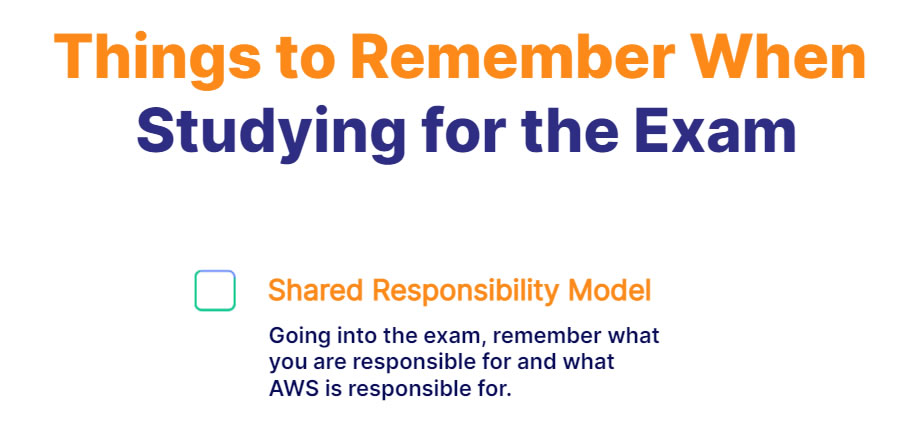 Things to Remember When
Studying for the Exam
Shared Responsibility Model
Going into the exam, remember what
you are responsible for and what
AWS is responsible for.